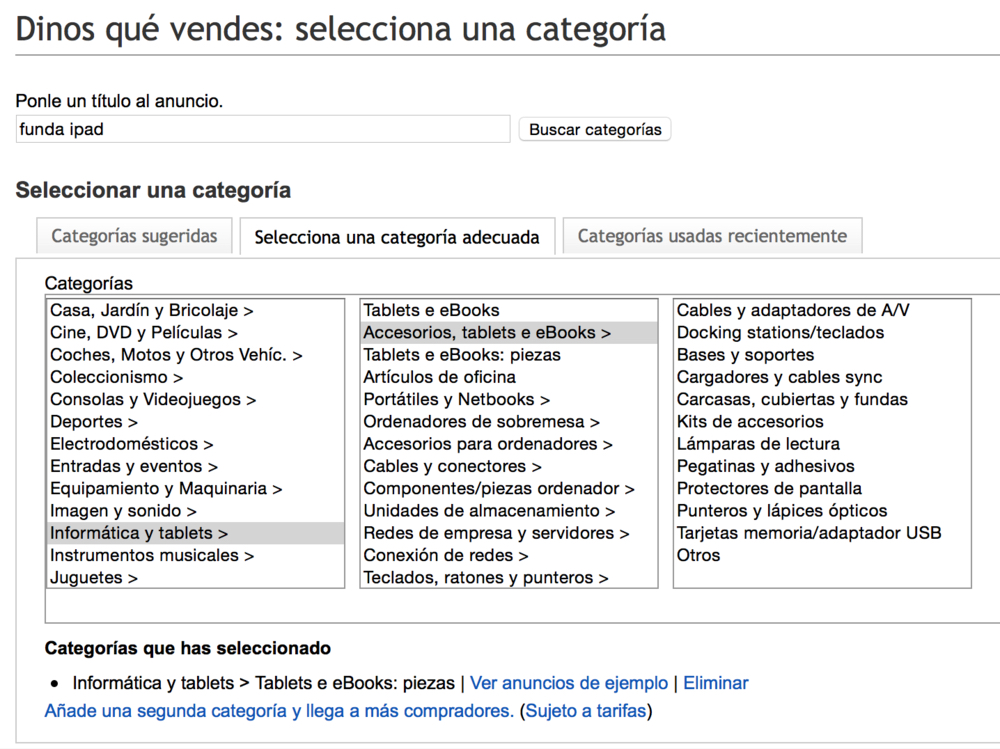 Dinos qué vendes: selecciona una categoría
Ponle un título al anuncio.
funda ipad
Buscar categorías
Seleccionar una categoría
Categorías sugeridas
Selecciona una categoría adecuada
Categorías usadas recientemente
Categorías
Casa, Jardín y Bricolaje >
Cine, DVD y Películas >
Coches, Motos y Otros Vehíc. >
Coleccionismo >
Consolas y Videojuegos >
Deportes >
Electrodomésticos >
Entradas y eventos >
Equipamiento y Maquinaria >
Imagen y sonido >
Informática y tablets >
Instrumentos musicales >
Juguetes >
Tablets e eBooks
Accesorios, tablets e eBooks >
Tablets e eBooks: piezas
Artículos de oficina
Portátiles y Netbooks >
Ordenadores de sobremesa >
Accesorios para ordenadores >
Cables y conectores >
Componentes/piezas ordenador >
Unidades de almacenamiento >
Redes de empresa y servidores >
Conexión de redes >
Teclados, ratones y punteros >
Cables y adaptadores de A/V
Docking stations/teclados
Bases y soportes
Cargadores y cables sync
Carcasas, cubiertas y fundas
Kits de accesorios
Lámparas de lectura
Pegatinas y adhesivos
Protectores de pantalla
Punteros y lápices ópticos
Tarjetas memoria/adaptador USB
Otros
Categorías que has seleccionado
• Informática y tablets > Tablets e eBooks: piezas | Ver anuncios de ejemplo | Eliminar
Añade una segunda categoría y llega a más compradores. (Sujeto a tarifas)